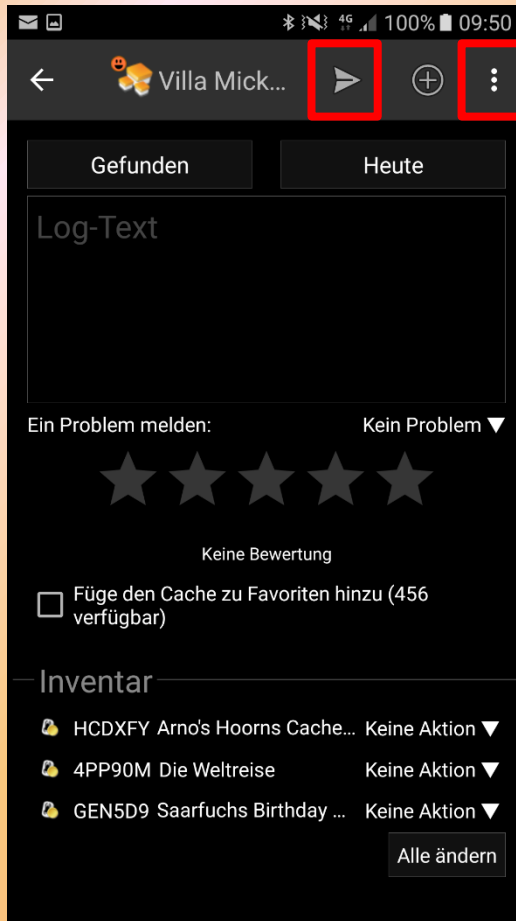 4G 100% 09:50
Villa Mick...
Gefunden Heute
Log-Text
Ein Problem melden: Kein Problem
Keine Bewertung
Füge den Cache zu Favoriten hinzu (456
verfügbar)
Inventar
HCDXFY Arno's Hoorns Cache... Keine Aktion
4PP90M Die Weltreise Keine Aktion
GEN5D9 Saarfuchs Birthday ... Keine Aktion
Alle ändern